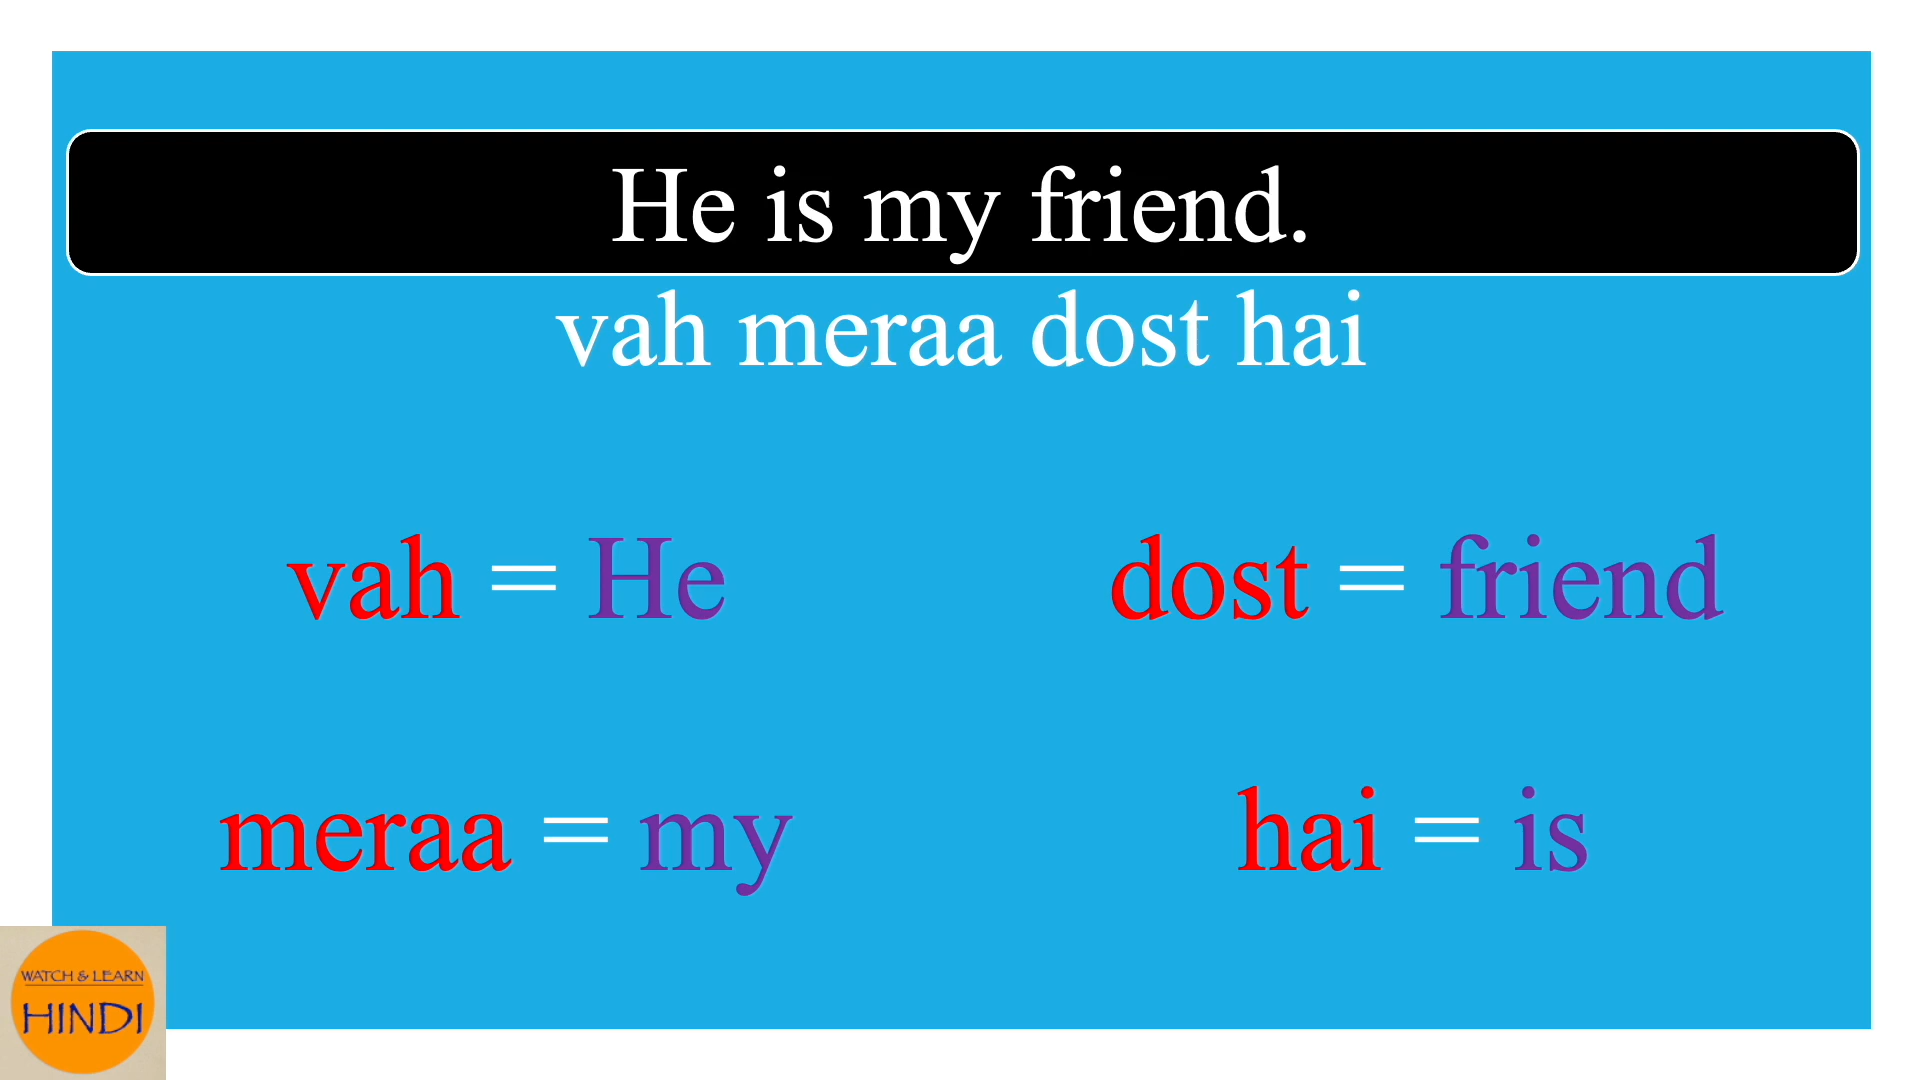 He is my friend.
vah meraa dost hai
vah = He
dost = friend
meraa = my
hai = is
WATCH & LEARN
HINDI